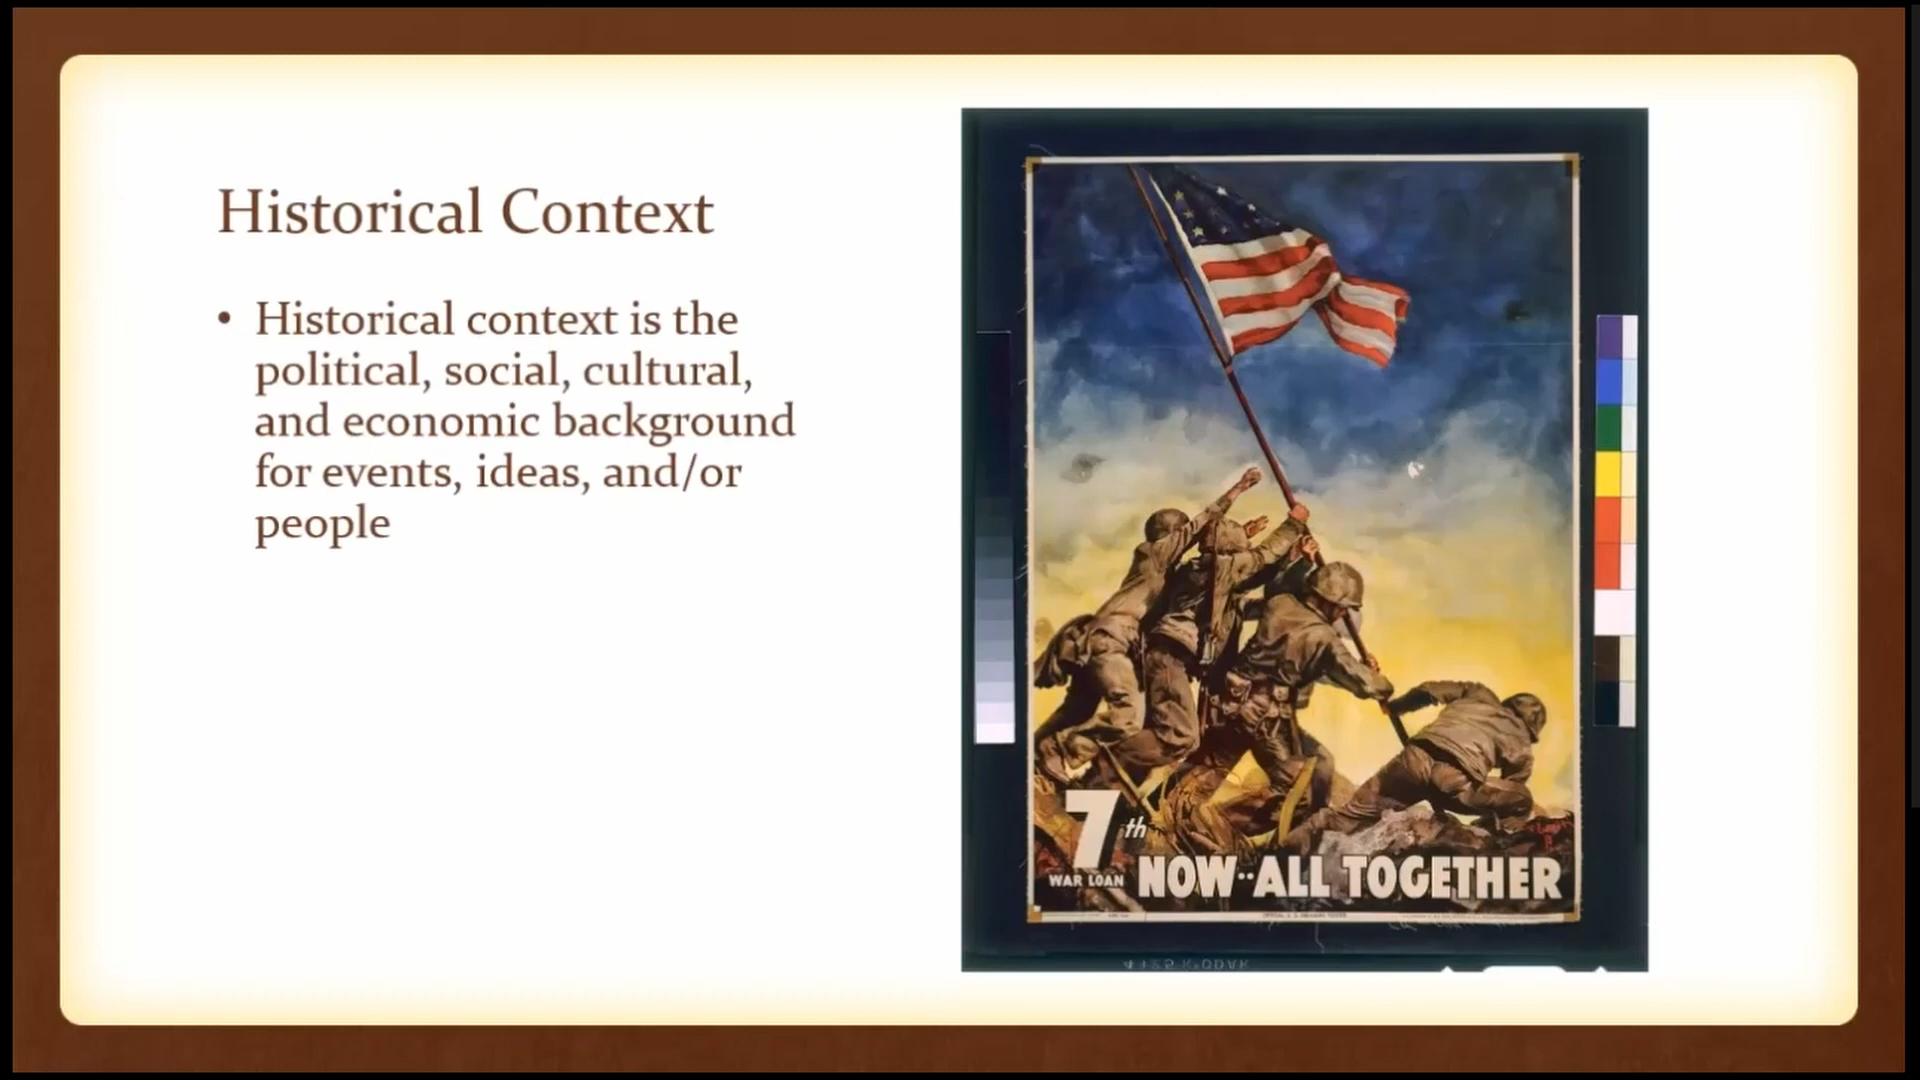 Historical Context
• Historical context is the
political, social, cultural,
and economic background
for events, ideas, and/or
people
7th
WAR LOAN
NOW··ALL TOGETHER